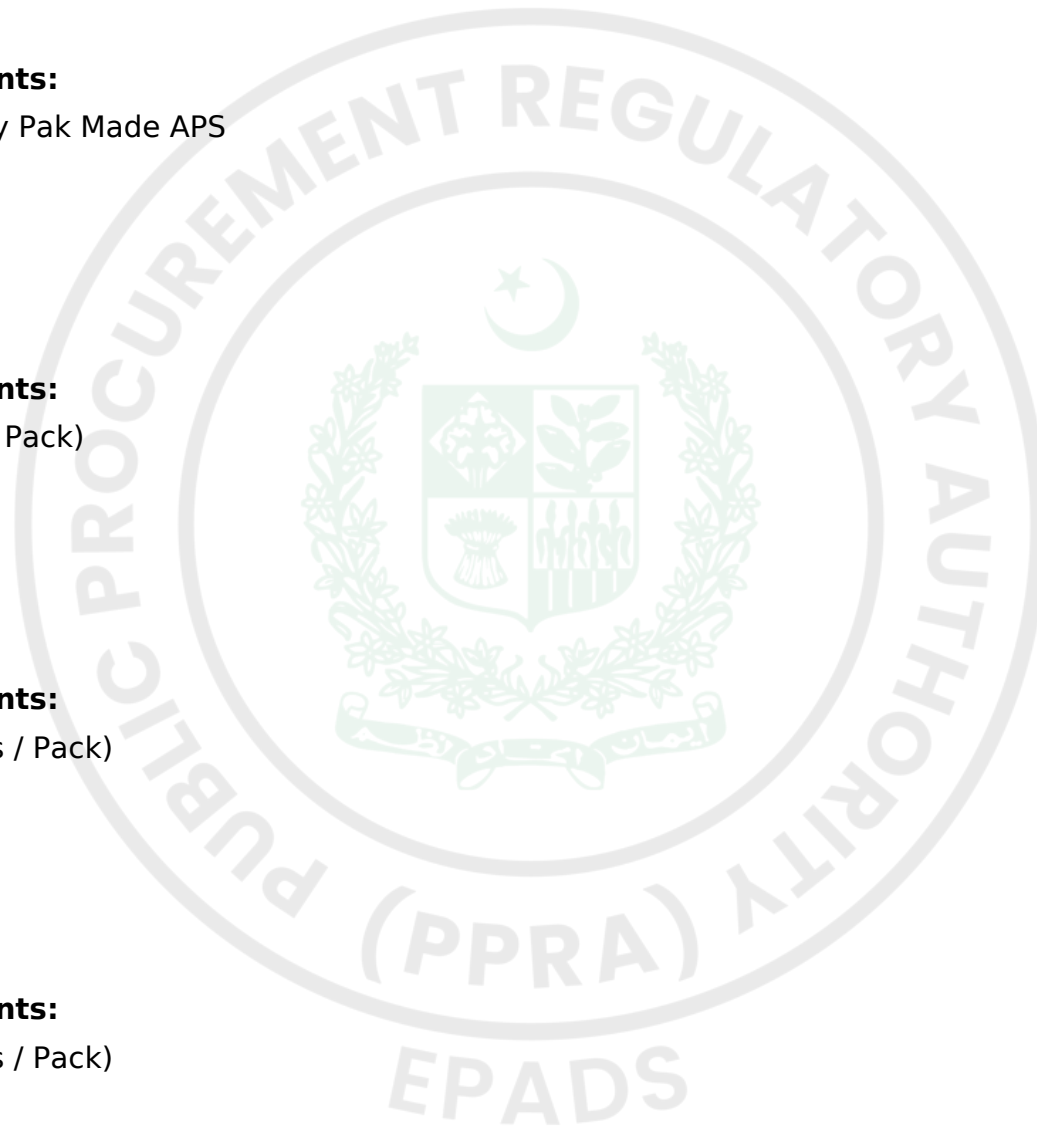 nts:
y Pak Made APS
nts:
Pack)
nts:
s / Pack)
nts:
s / Pack)
PUBLIC PROCUREMENT REGULATORY AUTHORITY
(PPRA)
EPADS